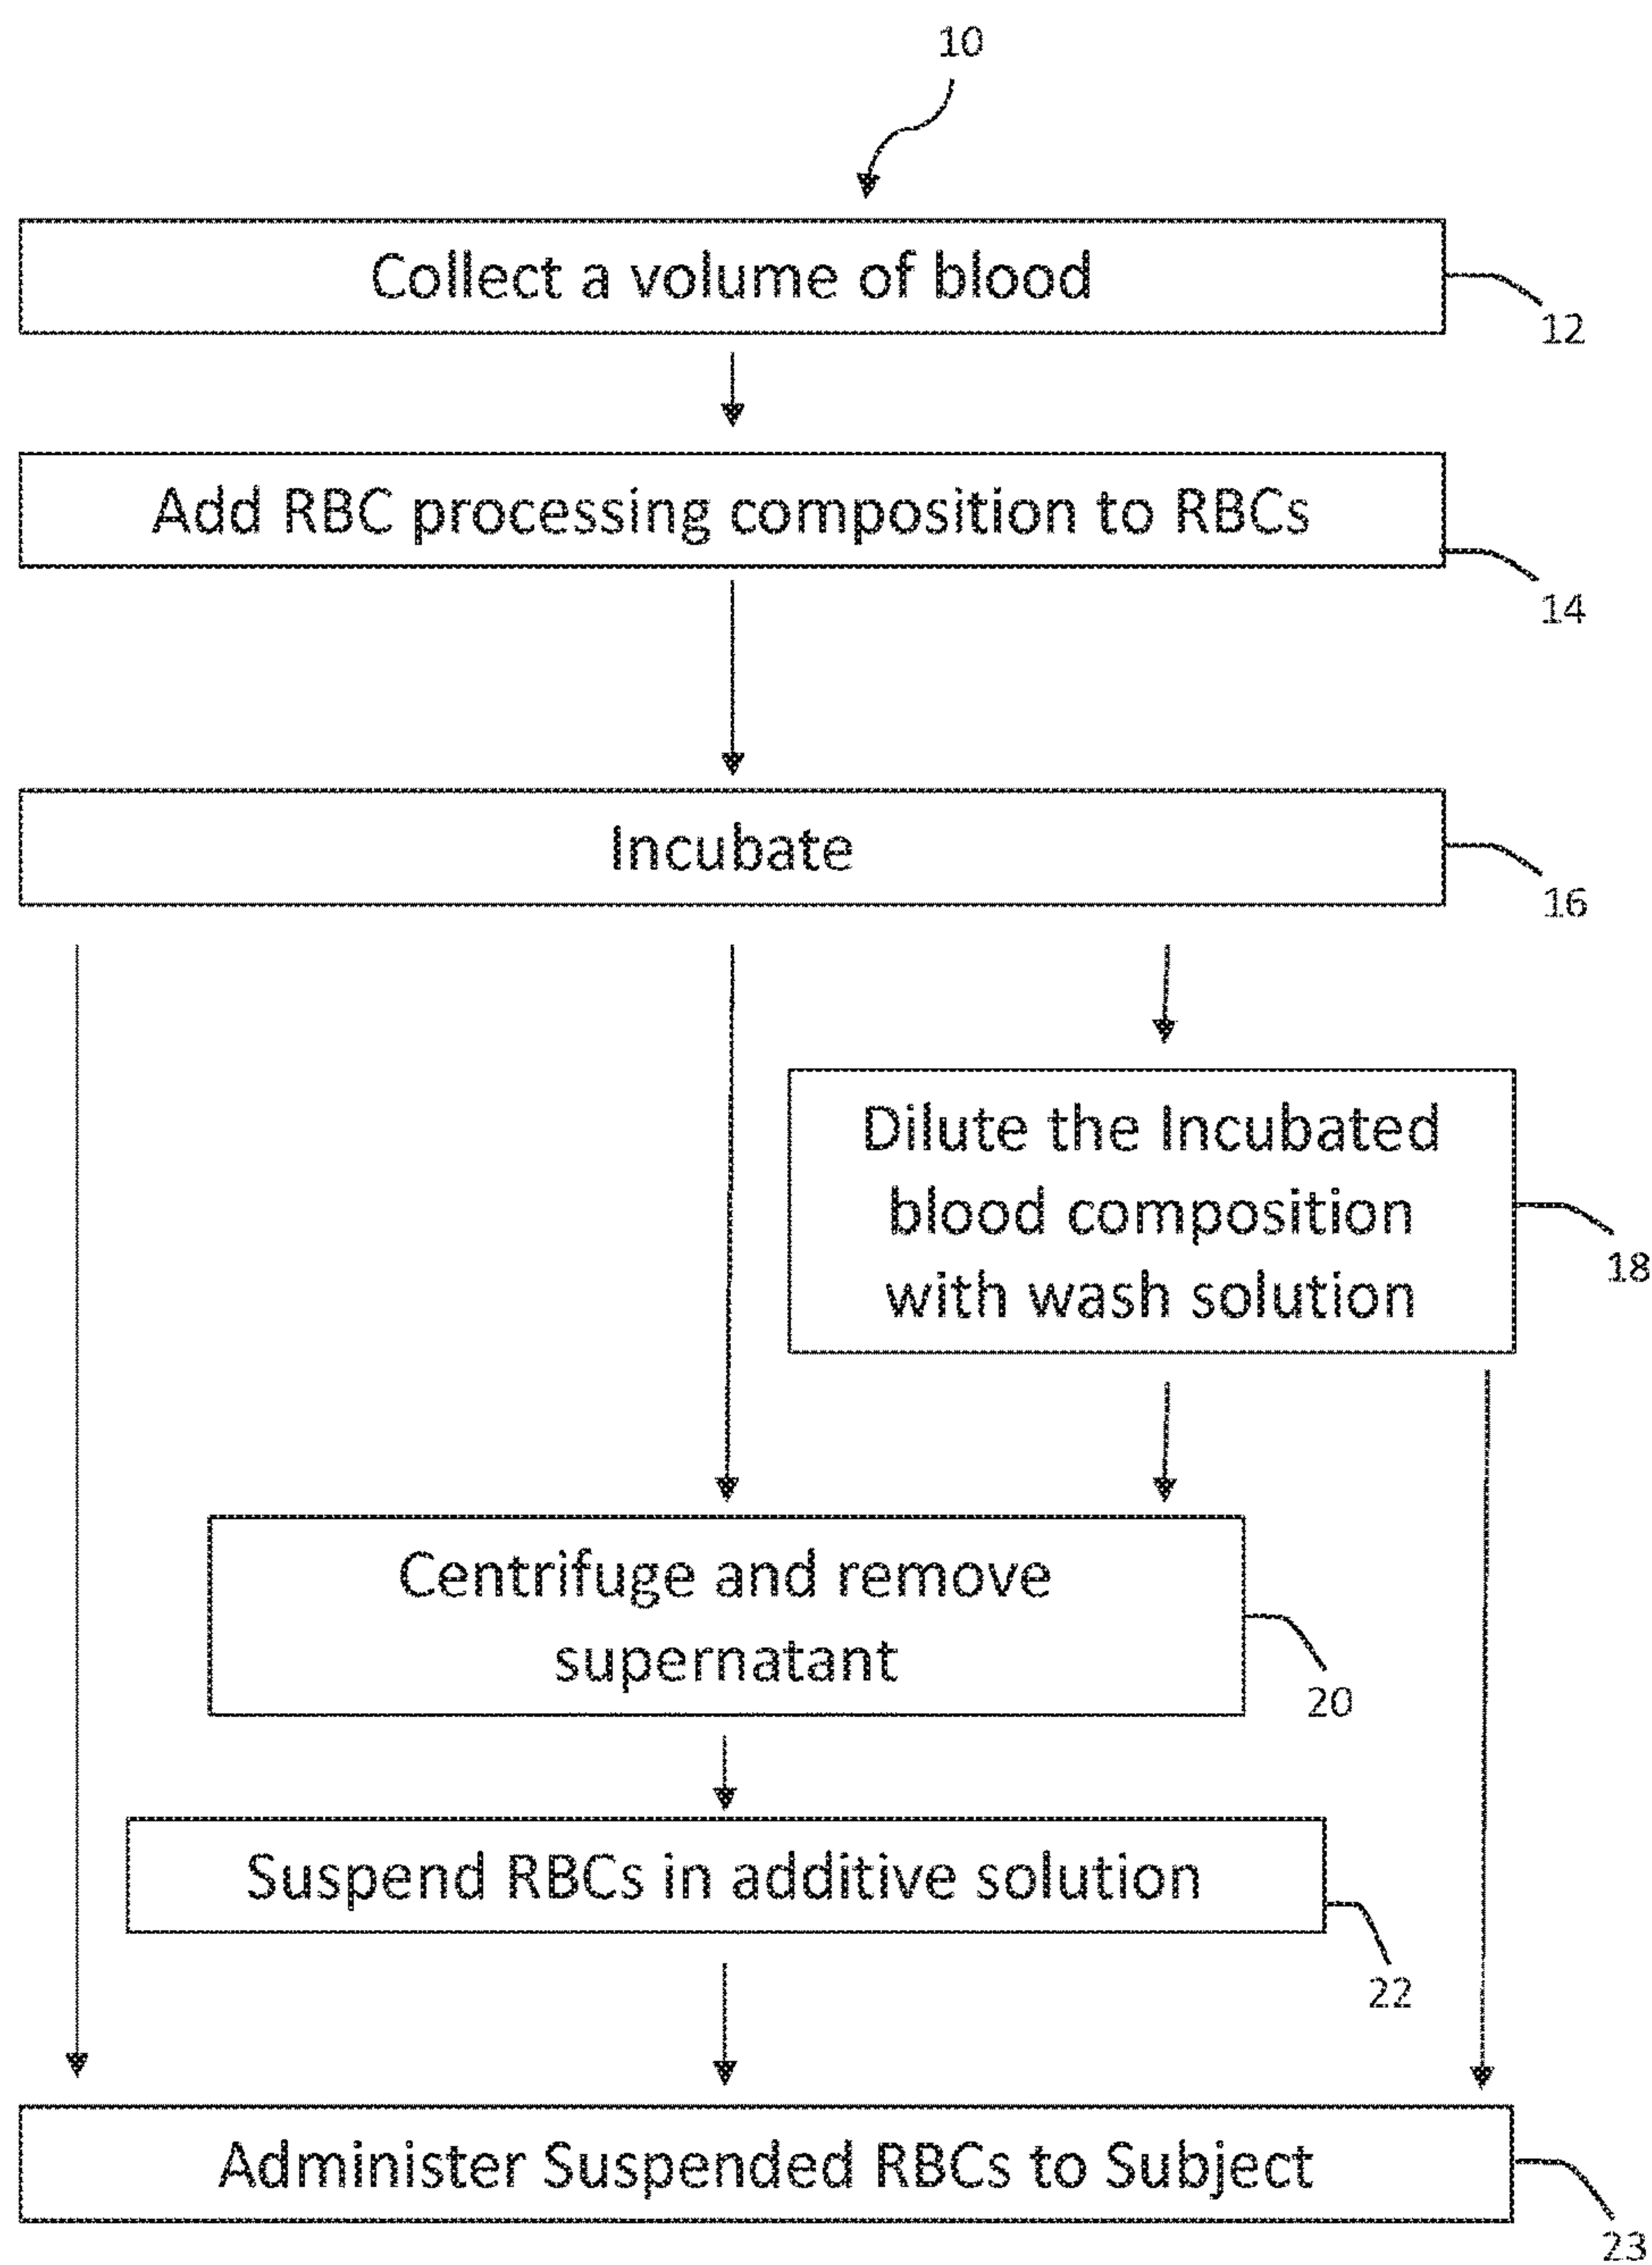 10
Collect a volume of blood
12
Add RBC processing composition to RBCs
14
Incubate
16
Dilute the Incubated
blood composition
with wash solution
18
Centrifuge and remove
supernatant
20
Suspend RBCs in additive solution
22
Administer Suspended RBCs to Subject
23